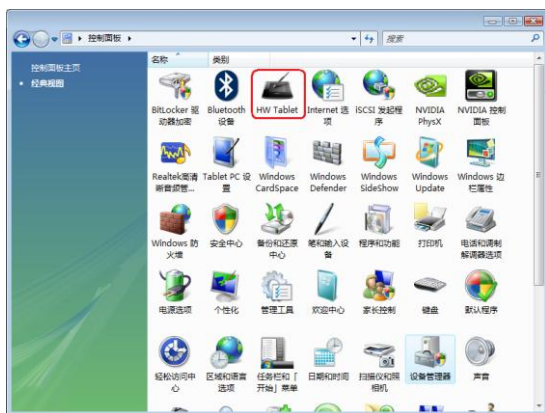 控制面板
搜索
控制面板主页
经典视图
名称 类别
BitLocker 驱
动器加密
Bluetooth
设备
HW Tablet
Internet 选
项
iSCSI 发起程
序
NVIDIA
PhysX
NVIDIA 控制
面板
Realtek高清
晰音频管...
Tablet PC 设
置
Windows
CardSpace
Windows
Defender
Windows
SideShow
Windows
Update
Windows 边
栏属性
Windows 防
火墙
安全中心
备份和还原
中心
笔和输入设
备
程序和功能
打印机
电话和调制
解调器选项
电源选项
个性化
管理工具
欢迎中心
家长控制
键盘
默认程序
轻松访问中
心
区域和语言
选项
任务栏和「
开始」菜单
日期和时间
扫描仪和照
相机
设备管理器
声音